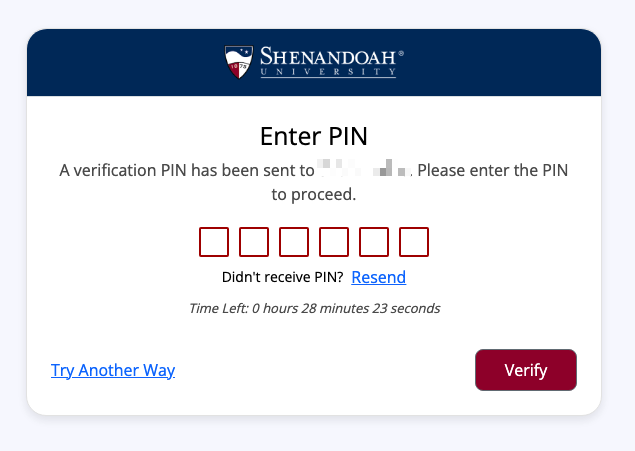 SHENANDOAH®
UNIVERSITY
1875
Enter PIN
A verification PIN has been sent to . Please enter the PIN
to proceed.
Didn't receive PIN? Resend
Time Left: 0 hours 28 minutes 23 seconds
Try Another Way
Verify